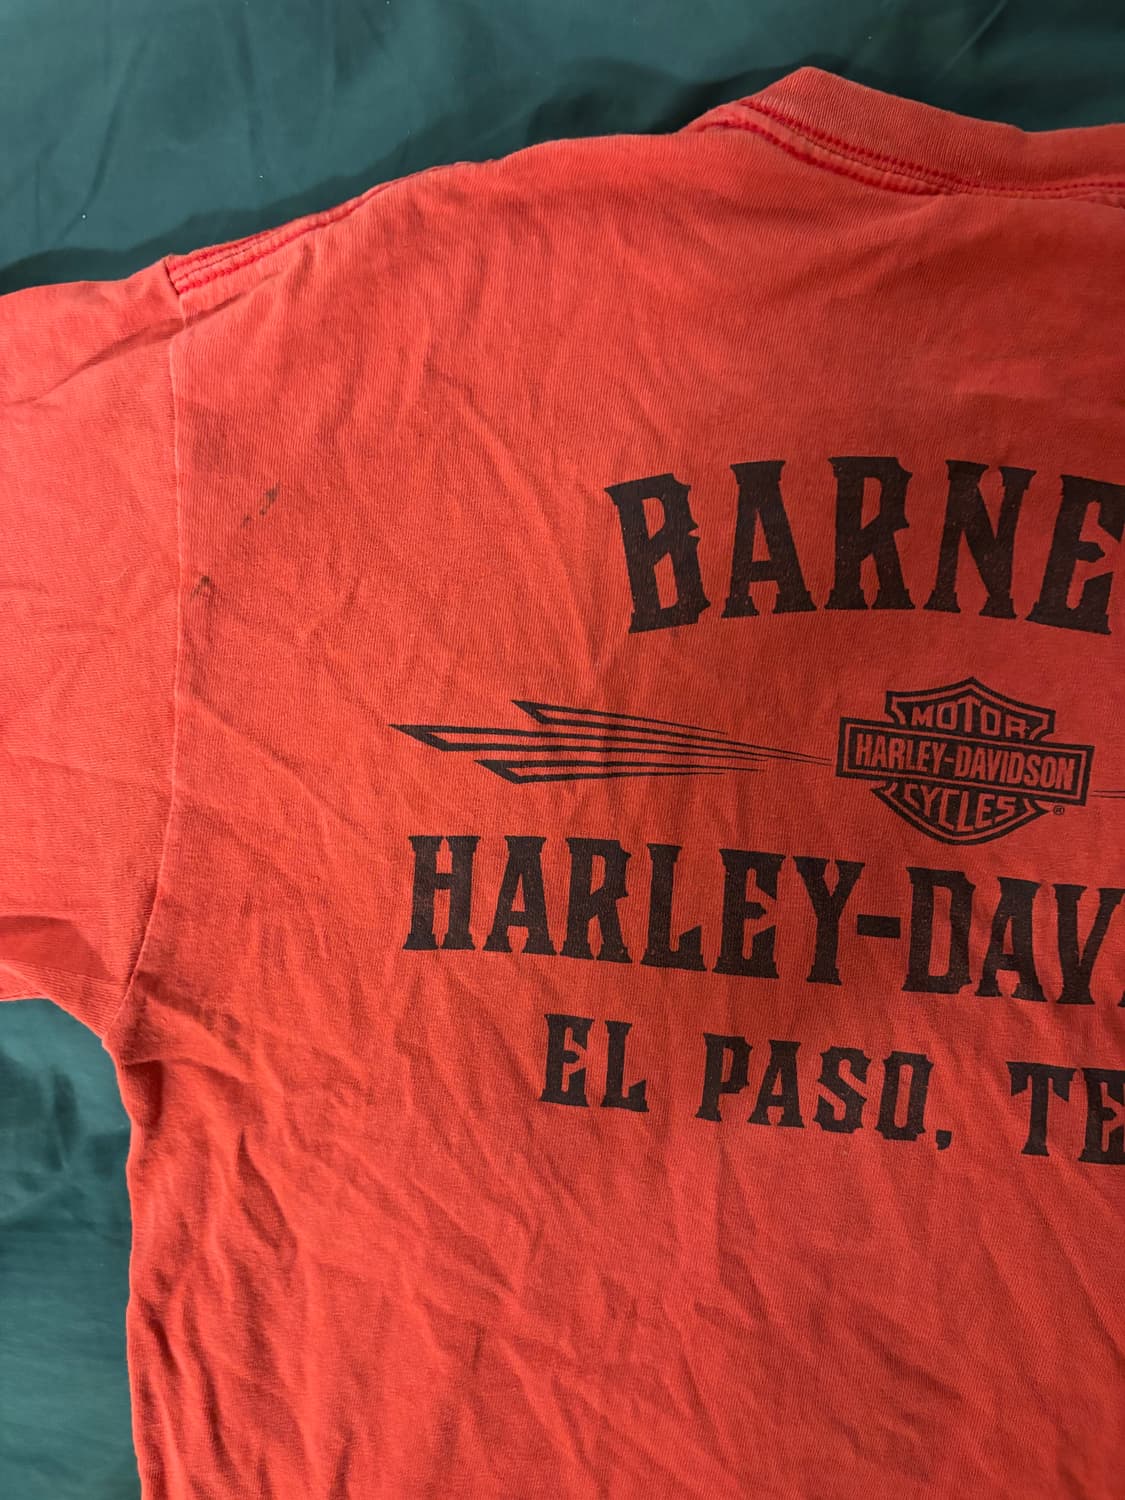 BARNE
MOTOR
HARLEY-DAVIDSON
CYCLES ®
HARLEY-DAV
EL PASO, TE